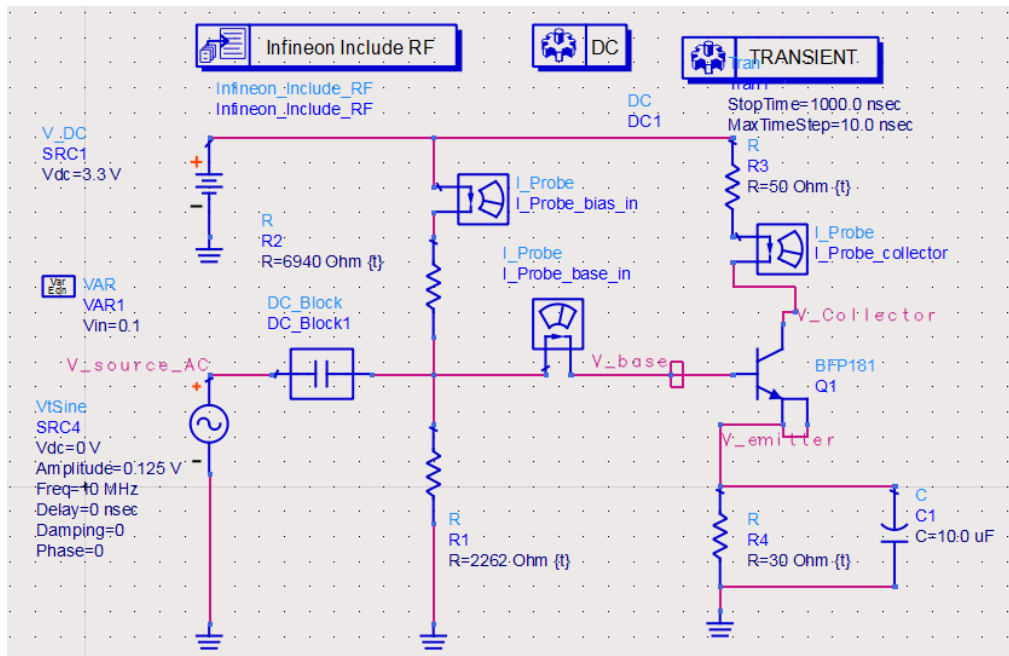 Infineon Include RF
DC
TRANSIENT
Infineon_Include_RF
Infineon_Include_RF
DC
DC1
Tran
Tran1
StopTime=1000.0 nsec
MaxTimeStep=10.0 nsec
V_DC
SRC1
Vdc=3.3 V
R
R3
R=50 Ohm {t}
I_Probe
I_Probe_bias_in
R
R2
R=6940 Ohm {t}
I_Probe
I_Probe_collector
I_Probe
I_Probe_base_in
Var
Eqn
VAR
VAR1
Vin=0.1
DC_Block
DC_Block1
V_Collector
V_source_AC
V_base
BFP181
Q1
VtSine
SRC4
Vdc=0 V
Amplitude=0.125 V
Freq=10 MHz
Delay=0 nsec
Damping=0
Phase=0
V_emitter
R
R1
R=2262 Ohm {t}
R
R4
R=30 Ohm {t}
C
C1
C=10.0 uF